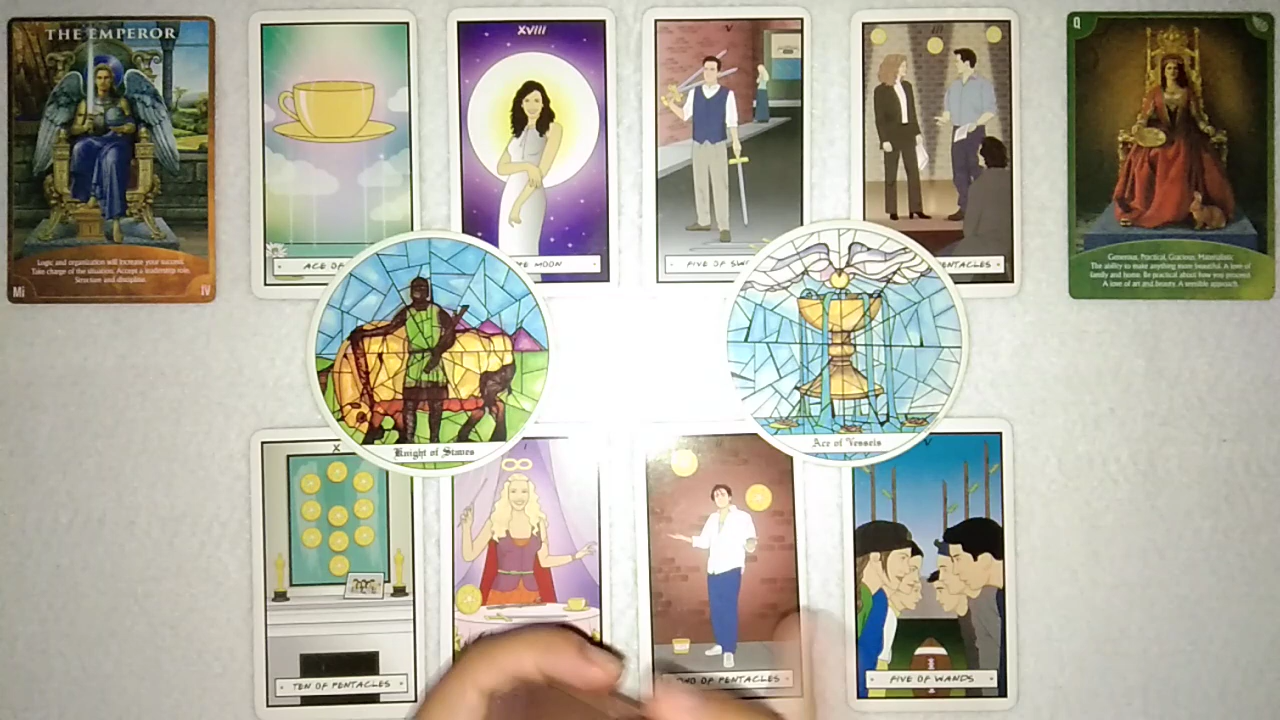 THE EMPEROR
Logic and organization will increase your success.
Take charge of the situation. Accept a leadership role.
Structure and discipline.
Mi
IV
ACE OF
XVIII
MOON
V
FIVE OF
III
PENTACLES
Q
Generous, Practical, Gracious, Materialistic
The ability to make anything more beautiful. A love of
family and home. Be practical about how you proceed.
A love of art and beauty. A sensible approach.
Knight of Staves
Ace of Vessels
X
TEN OF PENTACLES
I
II
OF PENTACLES
V
FIVE OF WANDS